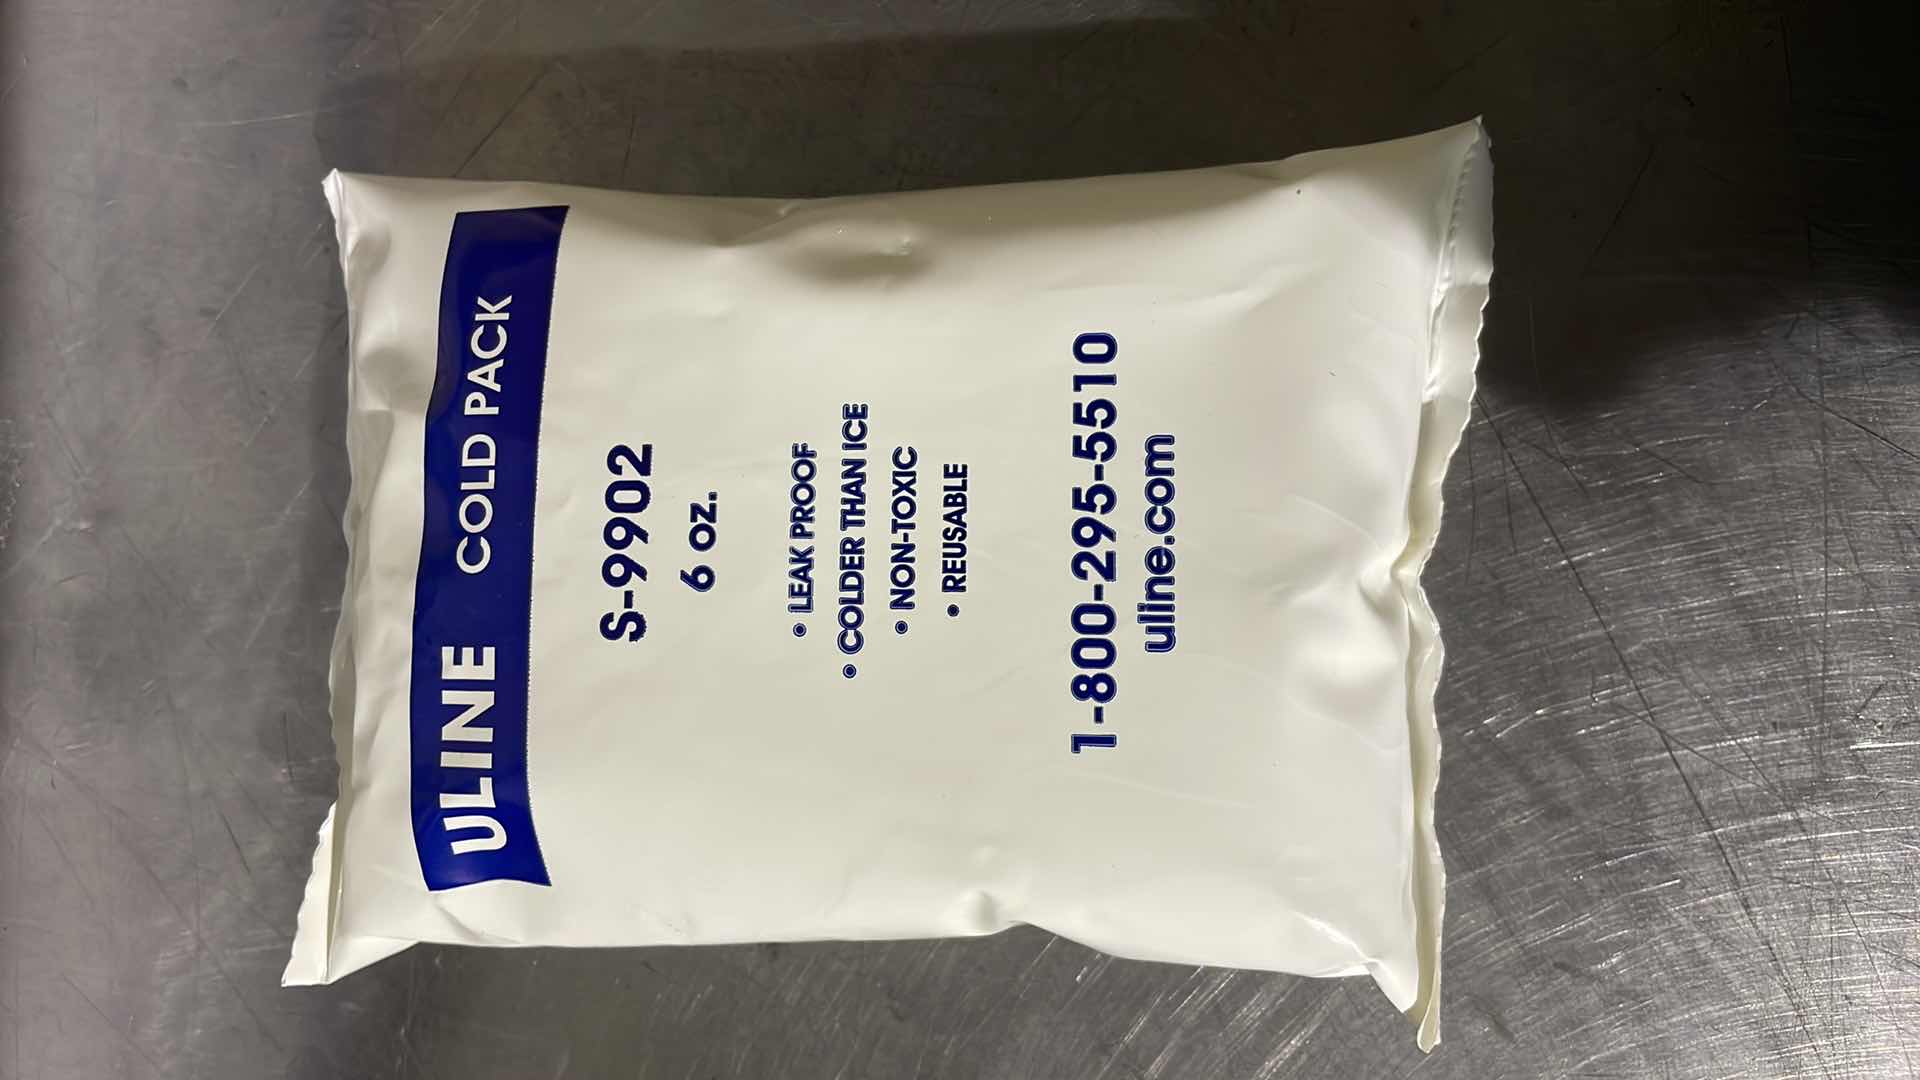 ULINE COLD PACK
S-9902
6 oz.
• LEAK PROOF
• COLDER THAN ICE
• NON-TOXIC
• REUSABLE
1-800-295-5510
uline.com